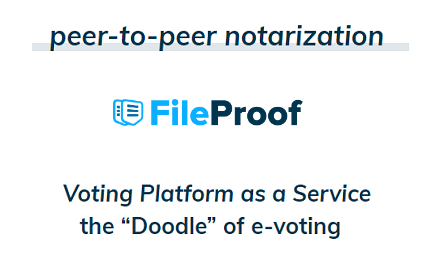 peer-to-peer notarization
FileProof
Voting Platform as a Service
the “Doodle” of e-voting